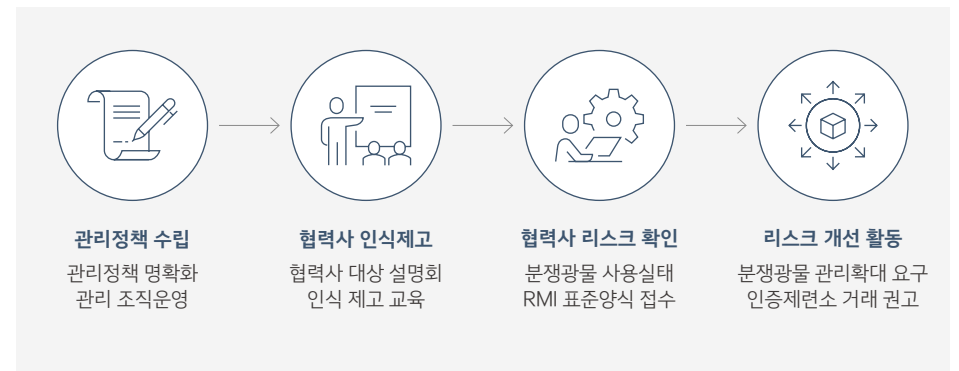 관리정책 수립
관리정책 명확화
관리 조직운영
협력사 인식제고
협력사 대상 설명회
인식 제고 교육
협력사 리스크 확인
분쟁광물 사용실태
RMI 표준양식 접수
리스크 개선 활동
분쟁광물 관리확대 요구
인증제련소 거래 권고